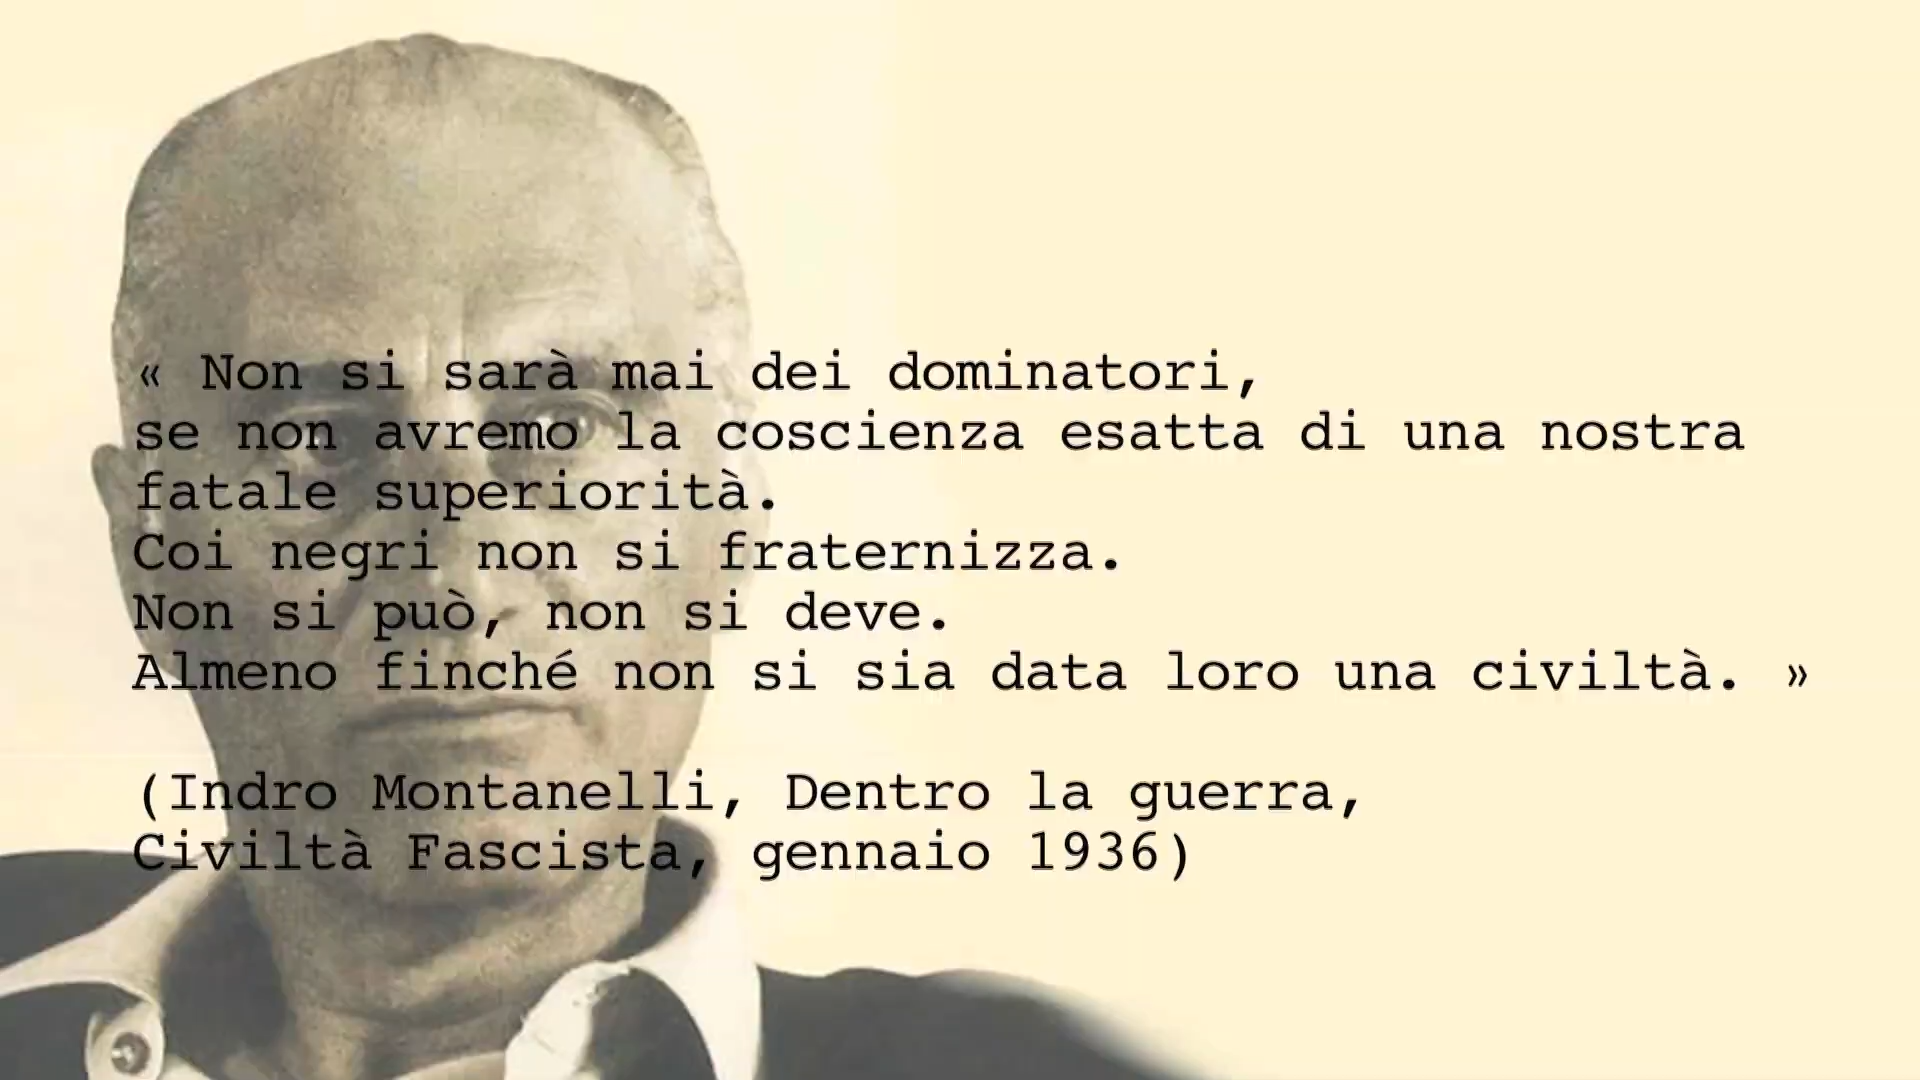 « Non si sarà mai dei dominatori,
se non avremo la coscienza esatta di una nostra
fatale superiorità.
Coi negri non si fraternizza.
Non si può, non si deve.
Almeno finché non si sia data loro una civiltà. »
(Indro Montanelli, Dentro la guerra,
Civiltà Fascista, gennaio 1936)